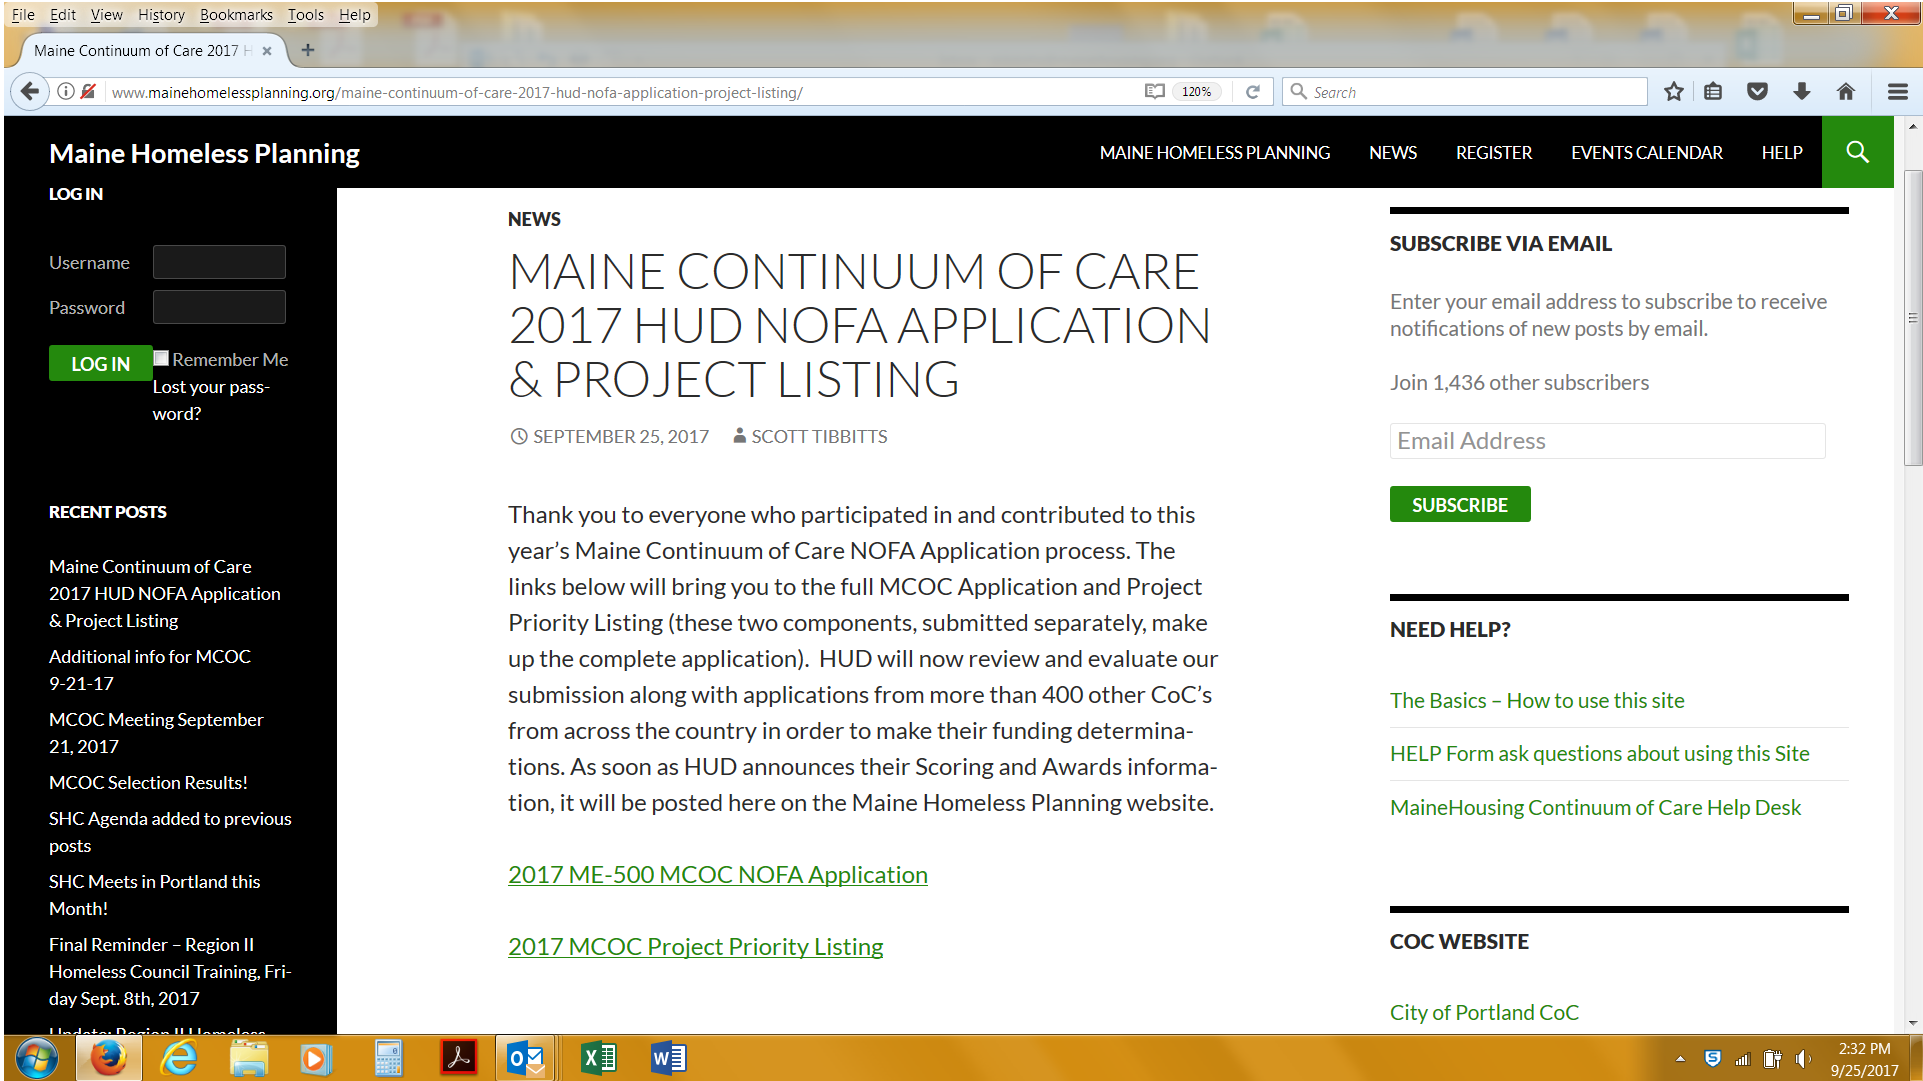 File Edit View History Bookmarks Tools Help
Maine Continuum of Care 2017 H
www.mainehomelessplanning.org/maine-continuum-of-care-2017-hud-nofa-application-project-listing/
120%
Search
Maine Homeless Planning
MAINE HOMELESS PLANNING NEWS REGISTER EVENTS CALENDAR HELP
LOG IN
Username
Password
LOG IN
Remember Me
Lost your pass-
word?
RECENT POSTS
Maine Continuum of Care
2017 HUD NOFA Application
& Project Listing
Additional info for MCOC
9-21-17
MCOC Meeting September
21, 2017
MCOC Selection Results!
SHC Agenda added to previous
posts
SHC Meets in Portland this
Month!
Final Reminder – Region II
Homeless Council Training, Fri-
day Sept. 8th, 2017
Update: Region II Homeless
NEWS
MAINE CONTINUUM OF CARE
2017 HUD NOFA APPLICATION
& PROJECT LISTING
SEPTEMBER 25, 2017 SCOTT TIBBITTS
Thank you to everyone who participated in and contributed to this
year’s Maine Continuum of Care NOFA Application process. The
links below will bring you to the full MCOC Application and Project
Priority Listing (these two components, submitted separately, make
up the complete application).  HUD will now review and evaluate our
submission along with applications from more than 400 other CoC’s
from across the country in order to make their funding determina-
tions. As soon as HUD announces their Scoring and Awards informa-
tion, it will be posted here on the Maine Homeless Planning website.
2017 ME-500 MCOC NOFA Application
2017 MCOC Project Priority Listing
SUBSCRIBE VIA EMAIL
Enter your email address to subscribe to receive
notifications of new posts by email.
Join 1,436 other subscribers
Email Address
SUBSCRIBE
NEED HELP?
The Basics – How to use this site
HELP Form ask questions about using this Site
MaineHousing Continuum of Care Help Desk
COC WEBSITE
City of Portland CoC
2:32 PM
9/25/2017